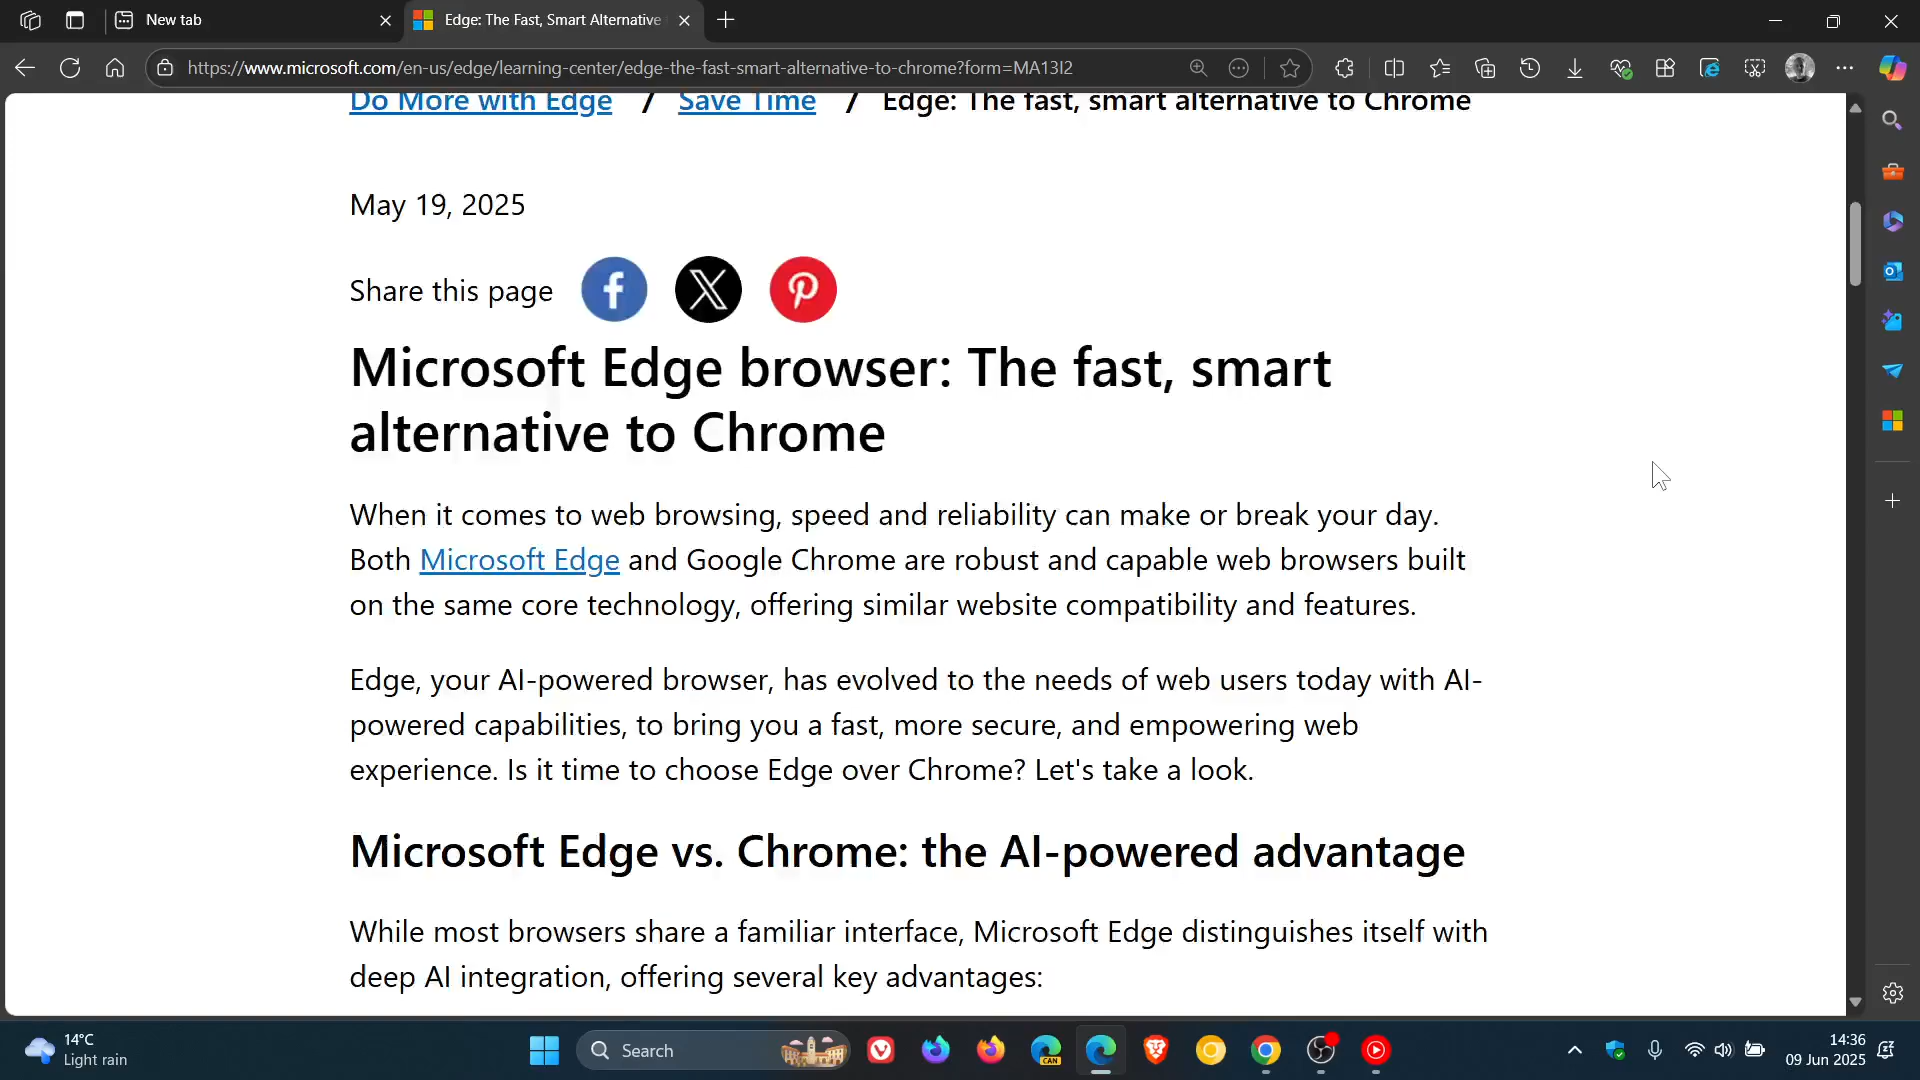 New tab
Edge: The Fast, Smart Alternative
https://www.microsoft.com/en-us/edge/learning-center/edge-the-fast-smart-alternative-to-chrome?form=MA13I2
Do More with Edge / Save Time / Edge: The fast, smart alternative to Chrome
May 19, 2025
Share this page
Microsoft Edge browser: The fast, smart
alternative to Chrome
When it comes to web browsing, speed and reliability can make or break your day.
Both Microsoft Edge and Google Chrome are robust and capable web browsers built
on the same core technology, offering similar website compatibility and features.
Edge, your AI-powered browser, has evolved to the needs of web users today with AI-
powered capabilities, to bring you a fast, more secure, and empowering web
experience. Is it time to choose Edge over Chrome? Let's take a look.
Microsoft Edge vs. Chrome: the AI-powered advantage
While most browsers share a familiar interface, Microsoft Edge distinguishes itself with
deep AI integration, offering several key advantages:
14°C
Light rain
Search
CAN
14:36
09 Jun 2025